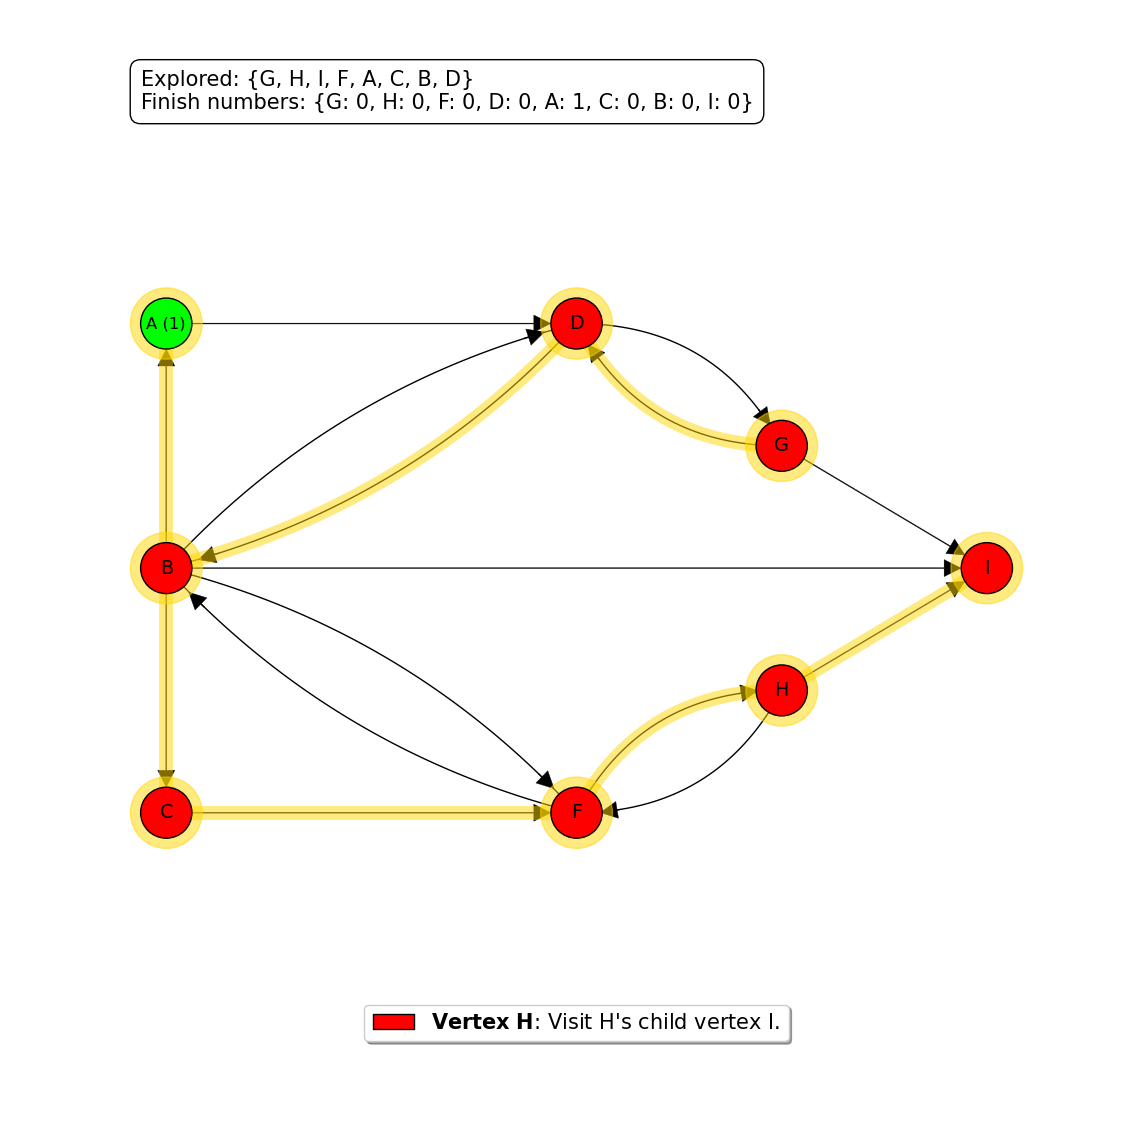 Explored: {G, H, I, F, A, C, B, D}
Finish numbers: {G: 0, H: 0, F: 0, D: 0, A: 1, C: 0, B: 0, I: 0}
A (1)
D
G
B
I
H
C
F
Vertex H: Visit H's child vertex I.